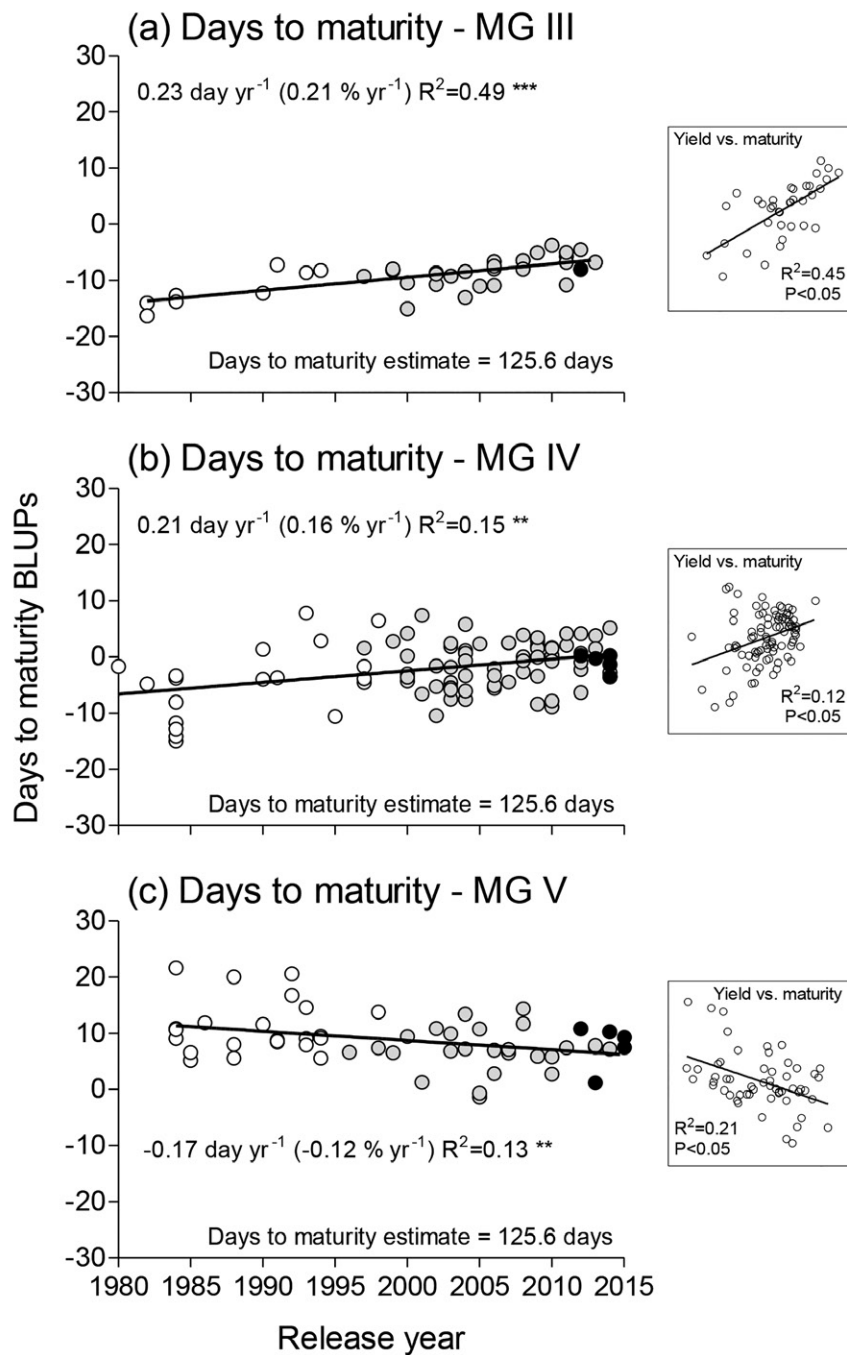 (a) Days to maturity - MG III
30
0.23 day yr⁻¹ (0.21 % yr⁻¹) R²=0.49 ***
20
10
0
-10
-20
Days to maturity estimate = 125.6 days
-30
Yield vs. maturity
R²=0.45
P<0.05
(b) Days to maturity - MG IV
30
0.21 day yr⁻¹ (0.16 % yr⁻¹) R²=0.15 **
20
10
0
-10
-20
Days to maturity estimate = 125.6 days
-30
Yield vs. maturity
R²=0.12
P<0.05
Days to maturity BLUPs
(c) Days to maturity - MG V
30
20
10
0
-10
-0.17 day yr⁻¹ (-0.12 % yr⁻¹) R²=0.13 **
-20
Days to maturity estimate = 125.6 days
-30
Yield vs. maturity
R²=0.21
P<0.05
1980 1985 1990 1995 2000 2005 2010 2015
Release year